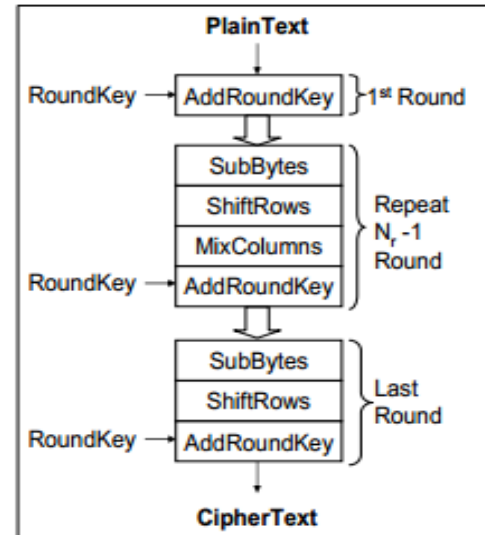 PlainText
RoundKey
AddRoundKey
1st Round
SubBytes
ShiftRows
MixColumns
RoundKey
AddRoundKey
Repeat
Nr -1
Round
SubBytes
ShiftRows
RoundKey
AddRoundKey
Last
Round
CipherText